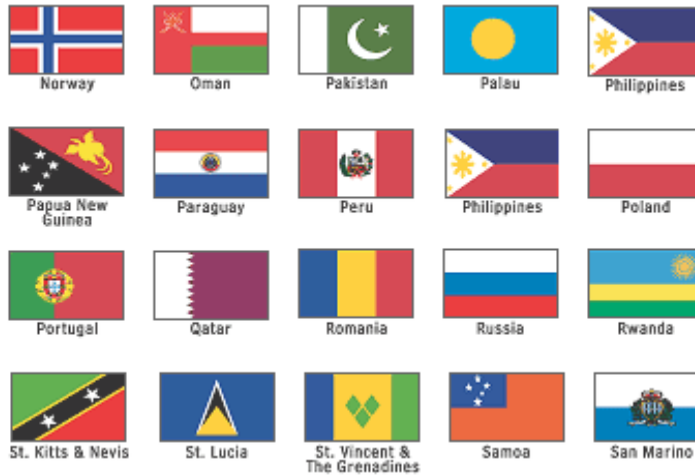 Norway
Oman
Pakistan
Palau
Philippines
Papua New
Guinea
Paraguay
Peru
Philippines
Poland
Portugal
Qatar
Romania
Russia
Rwanda
St. Kitts & Nevis
St. Lucia
St. Vincent &
The Grenadines
Samoa
San Marino